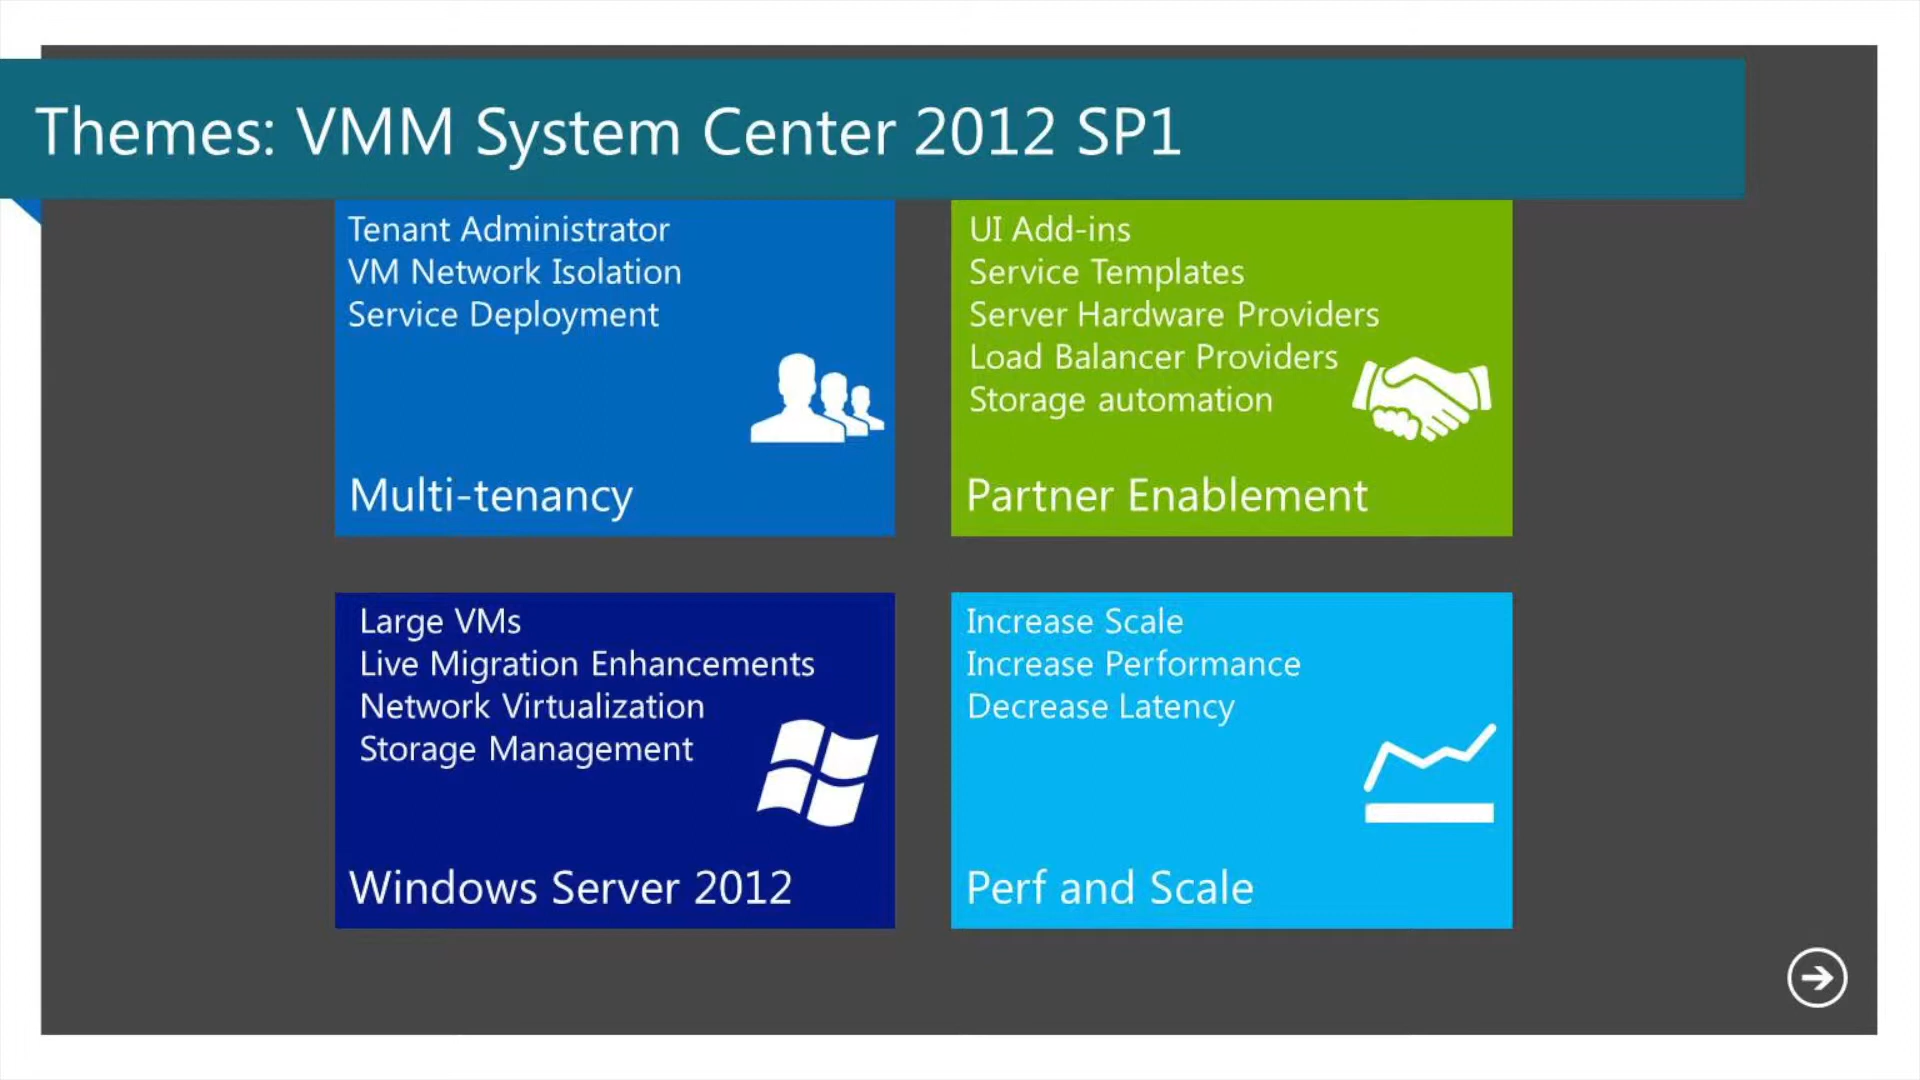 Themes: VMM System Center 2012 SP1
Tenant Administrator
VM Network Isolation
Service Deployment
Multi-tenancy
UI Add-ins
Service Templates
Server Hardware Providers
Load Balancer Providers
Storage automation
Partner Enablement
Large VMs
Live Migration Enhancements
Network Virtualization
Storage Management
Windows Server 2012
Increase Scale
Increase Performance
Decrease Latency
Perf and Scale